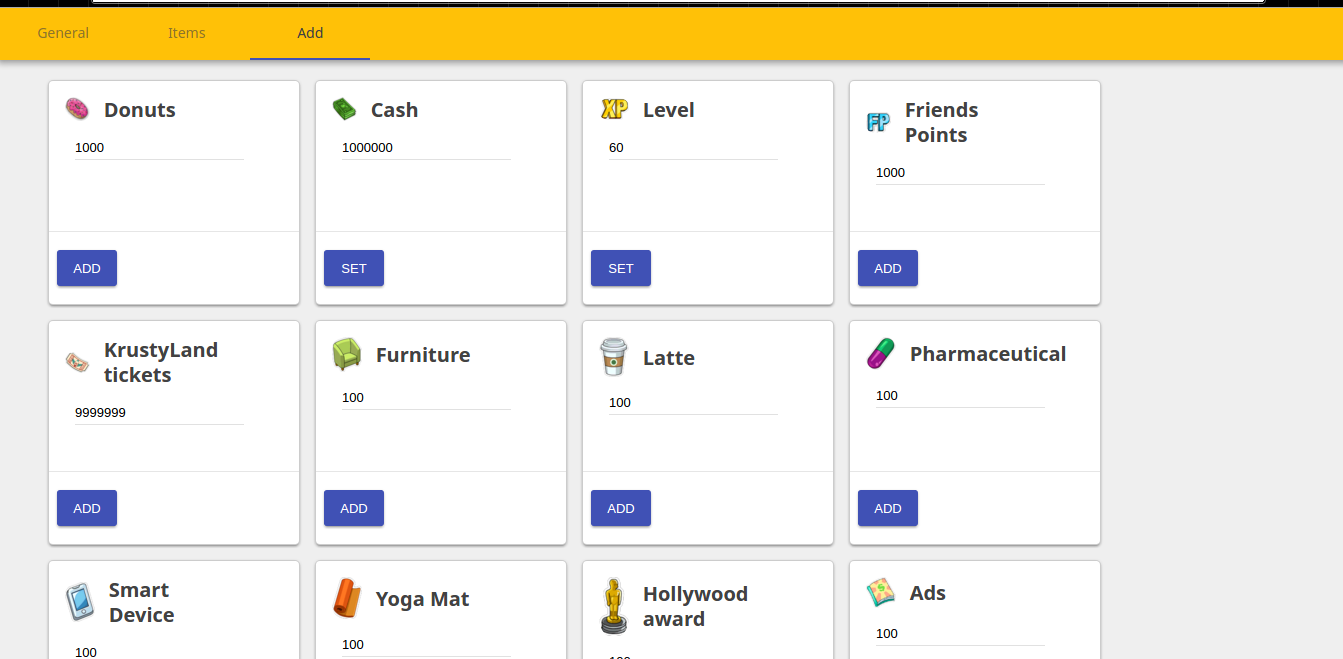 General
Items
Add
Donuts
1000
ADD
Cash
1000000
SET
XP
Level
60
SET
FP
Friends
Points
1000
ADD
KrustyLand
tickets
9999999
ADD
Furniture
100
ADD
Latte
100
ADD
Pharmaceutical
100
ADD
Smart
Device
100
Yoga Mat
100
Hollywood
award
100
Ads
100